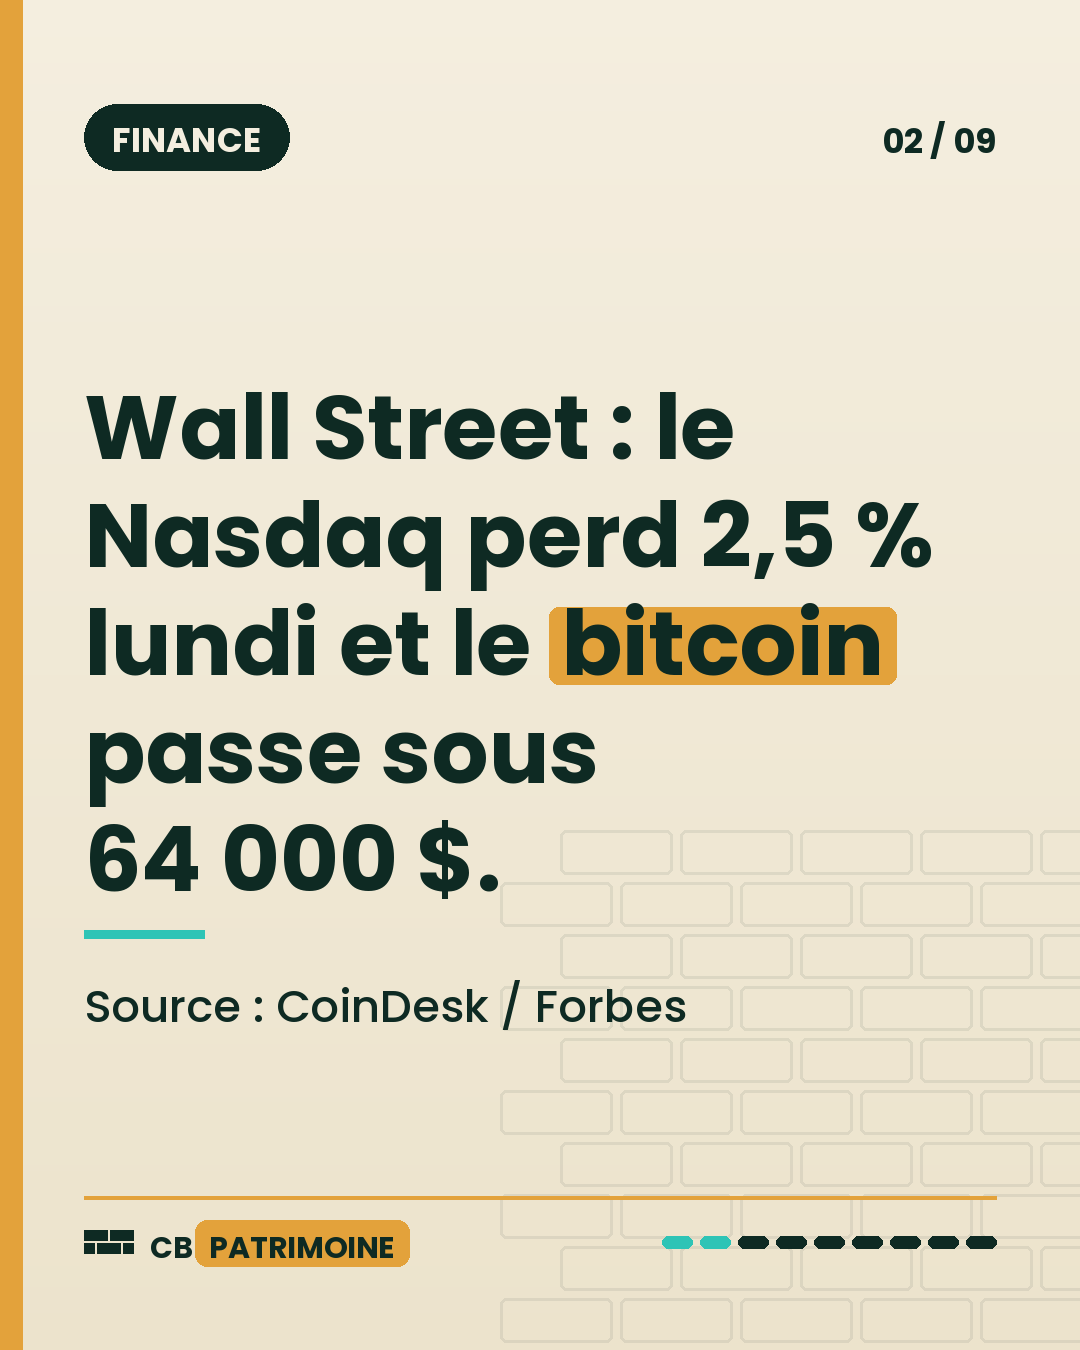 FINANCE
02 / 09
Wall Street : le
Nasdaq perd 2,5 %
lundi et le bitcoin
passe sous
64 000 $.
Source : CoinDesk / Forbes
CB PATRIMOINE